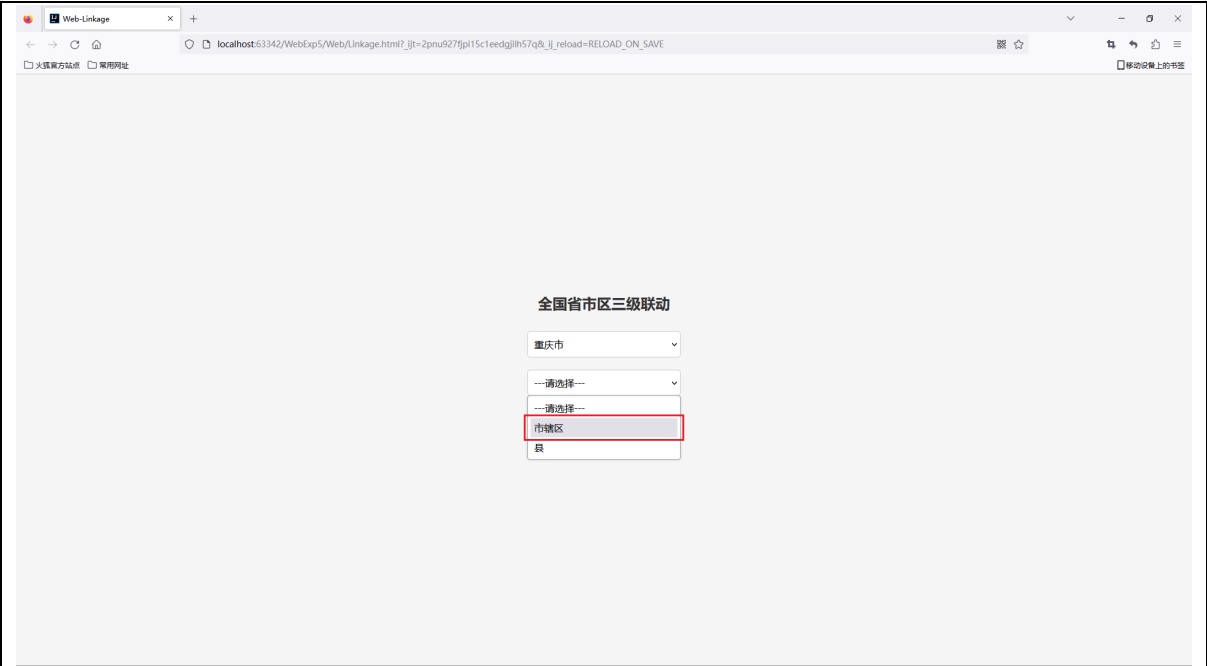 Web-Linkage
localhost:63342/WebExp5/Web/Linkage.html?_ijt=2pnu927fjpl15c1eedgjilh57q&_ij_reload=RELOAD_ON_SAVE
火狐官方站点 常用网址 移动设备上的书签
全国省市区三级联动
重庆市
---请选择---
---请选择---
市辖区
县